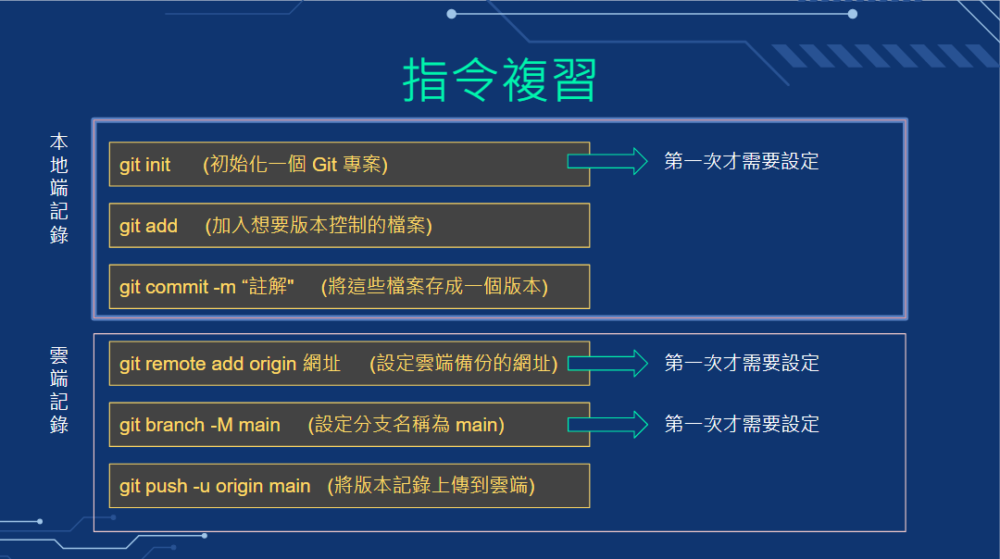 指令複習
本地端記錄
git init (初始化一個 Git 專案)
第一次才需要設定
git add (加入想要版本控制的檔案)
git commit -m “註解" (將這些檔案存成一個版本)
雲端記錄
git remote add origin 網址 (設定雲端備份的網址)
第一次才需要設定
git branch -M main (設定分支名稱為 main)
第一次才需要設定
git push -u origin main (將版本記錄上傳到雲端)